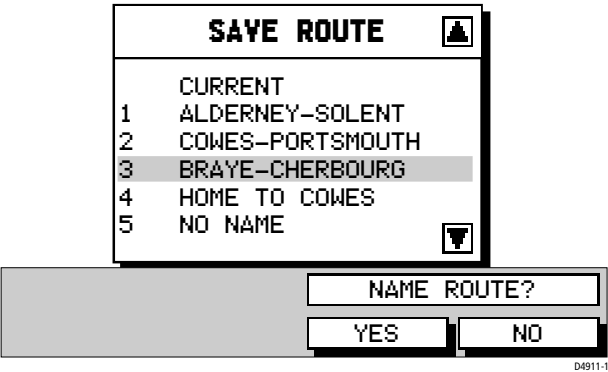 SAVE ROUTE
CURRENT
1 ALDERNEY-SOLENT
2 COWES-PORTSMOUTH
3 BRAYE-CHERBOURG
4 HOME TO COWES
5 NO NAME
NAME ROUTE?
YES NO
D4911-1